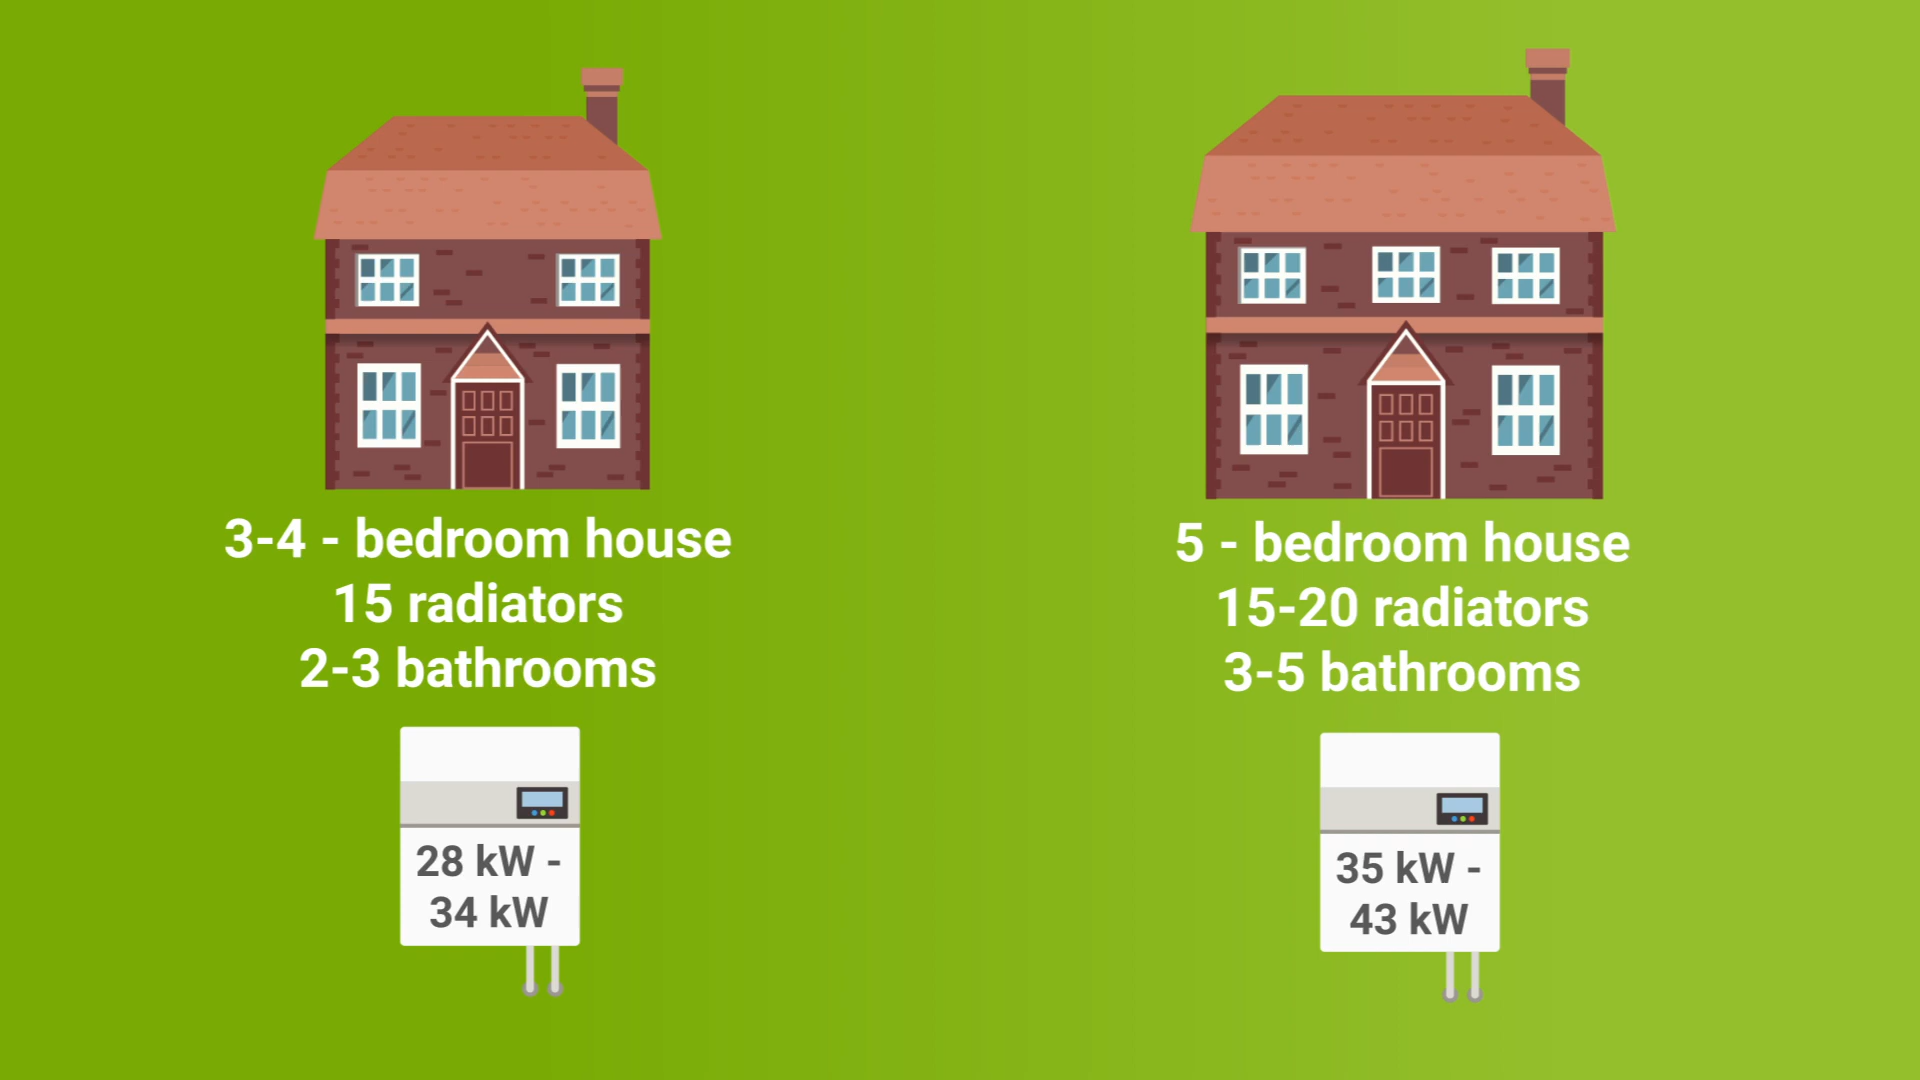 3-4 - bedroom house
15 radiators
2-3 bathrooms
28 kW -
34 kW
5 - bedroom house
15-20 radiators
3-5 bathrooms
35 kW -
43 kW